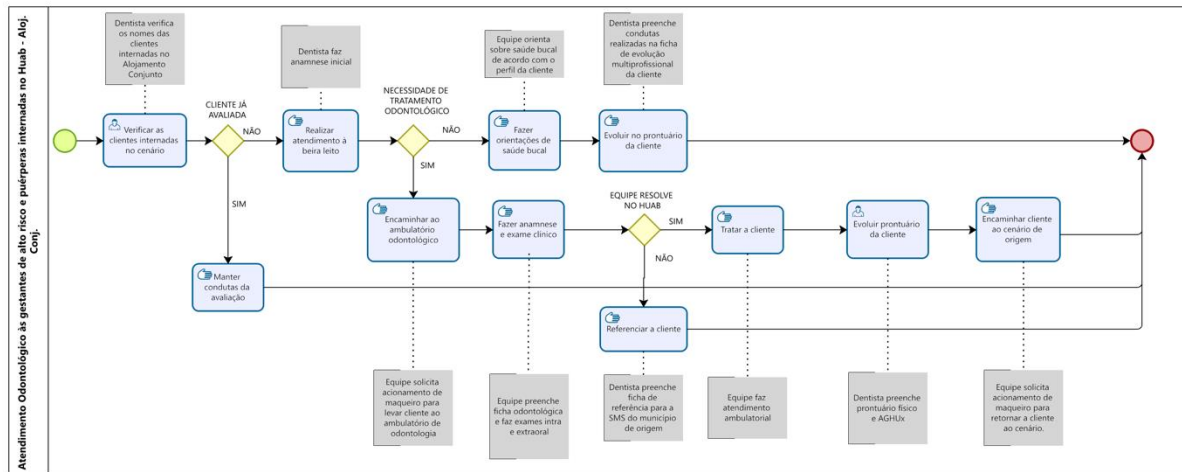 Atendimento Odontológico às gestantes de alto risco e puérperas internadas no Huab - Aloj.
Conj.
Dentista verifica
os nomes das
clientes
internadas no
Alojamento
Conjunto
Dentista faz
anamnese inicial
Equipe orienta
sobre saúde bucal
de acordo com o
perfil da cliente
Dentista preenche
condutas
realizadas na ficha
de evolução
multiprofissional
da cliente
CLIENTE JÁ
AVALIADA
NECESSIDADE DE
TRATAMENTO
ODONTOLÓGICO
Verificar as
clientes internadas
no cenário
NÃO
Realizar
atendimento à
beira leito
NÃO
Fazer
orientações de
saúde bucal
Evoluir no prontuário
da cliente
SIM
SIM
EQUIPE RESOLVE
NO HUAB
Encaminhar ao
ambulatório
odontológico
Fazer anamnese
e exame clínico
SIM
Tratar a cliente
Evoluir prontuário
da cliente
Encaminhar cliente
ao cenário de
origem
NÃO
Manter
condutas da
avaliação
Referenciar a cliente
Equipe solicita
acionamento de
maqueiro para
levar cliente ao
ambulatório de
odontologia
Equipe preenche
ficha odontológica
e faz exames intra
e extraoral
Dentista preenche
ficha de
referência para a
SMS do município
de origem
Equipe faz
atendimento
ambulatorial
Dentista preenche
prontuário físico
e AGHUx
Equipe solicita
acionamento de
maqueiro para
retornar a cliente
ao cenário.